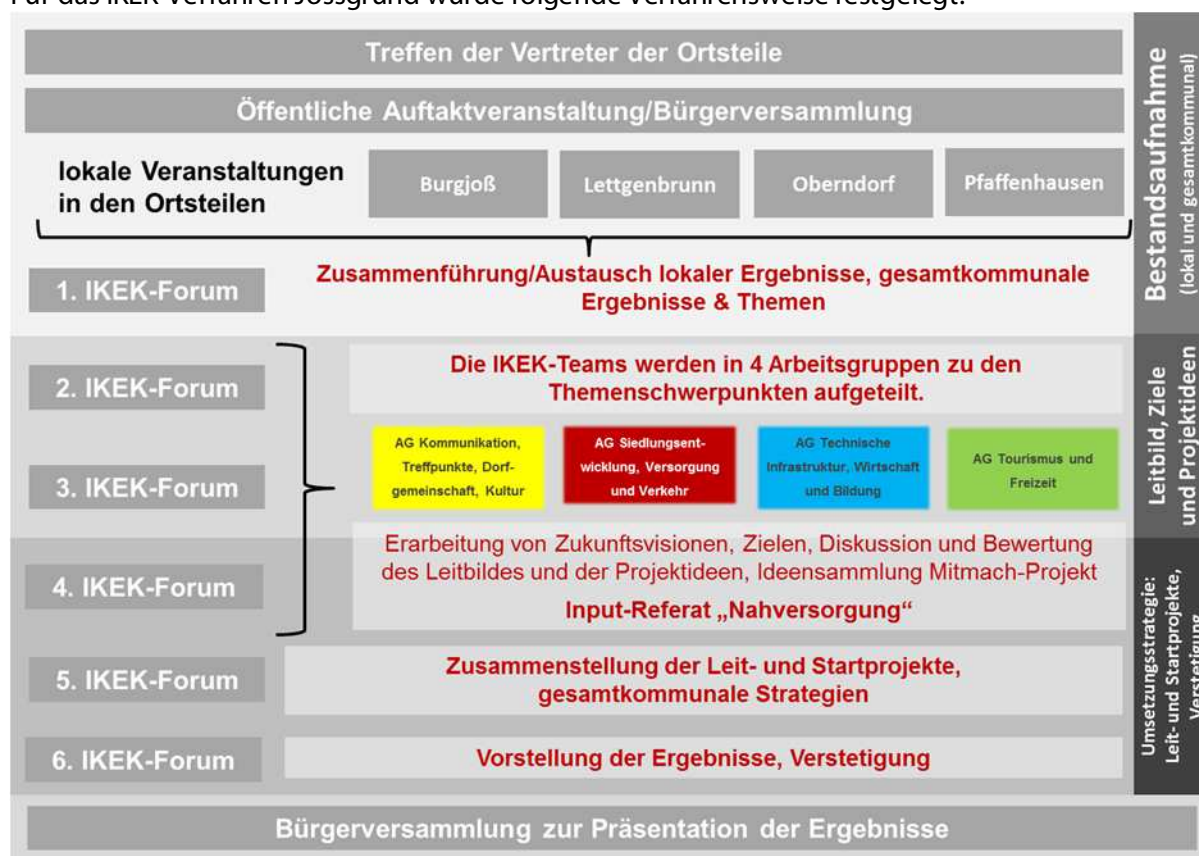 Für das IKEK-Verfahren Jossgrund wurde folgende Verfahrensweise festgelegt:
Treffen der Vertreter der Ortsteile
Öffentliche Auftaktveranstaltung/Bürgerversammlung
lokale Veranstaltungen
in den Ortsteilen
Burgjoß
Lettgenbrunn
Oberndorf
Pfaffenhausen
Bestandsaufnahme
(lokal und gesamtkommunal)
1. IKEK-Forum
Zusammenführung/Austausch lokaler Ergebnisse, gesamtkommunale
Ergebnisse & Themen
2. IKEK-Forum
Die IKEK-Teams werden in 4 Arbeitsgruppen zu den
Themenschwerpunkten aufgeteilt.
Leitbild, Ziele
und Projektideen
3. IKEK-Forum
AG Kommunikation,
Treffpunkte, Dorf-
gemeinschaft, Kultur
AG Siedlungsent-
wicklung, Versorgung
und Verkehr
AG Technische
Infrastruktur, Wirtschaft
und Bildung
AG Tourismus und
Freizeit
4. IKEK-Forum
Erarbeitung von Zukunftsvisionen, Zielen, Diskussion und Bewertung
des Leitbildes und der Projektideen, Ideensammlung Mitmach-Projekt
Input-Referat „Nahversorgung“
Umsetzungsstrategie:
Leit- und Startprojekte,
Verstetigung
5. IKEK-Forum
Zusammenstellung der Leit- und Startprojekte,
gesamtkommunale Strategien
6. IKEK-Forum
Vorstellung der Ergebnisse, Verstetigung
Bürgerversammlung zur Präsentation der Ergebnisse